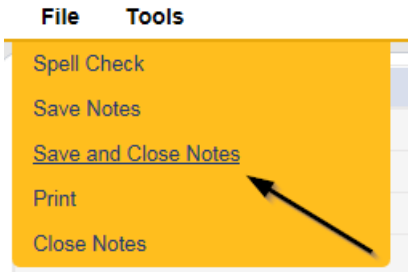 File Tools
Spell Check
Save Notes
Save and Close Notes
Print
Close Notes